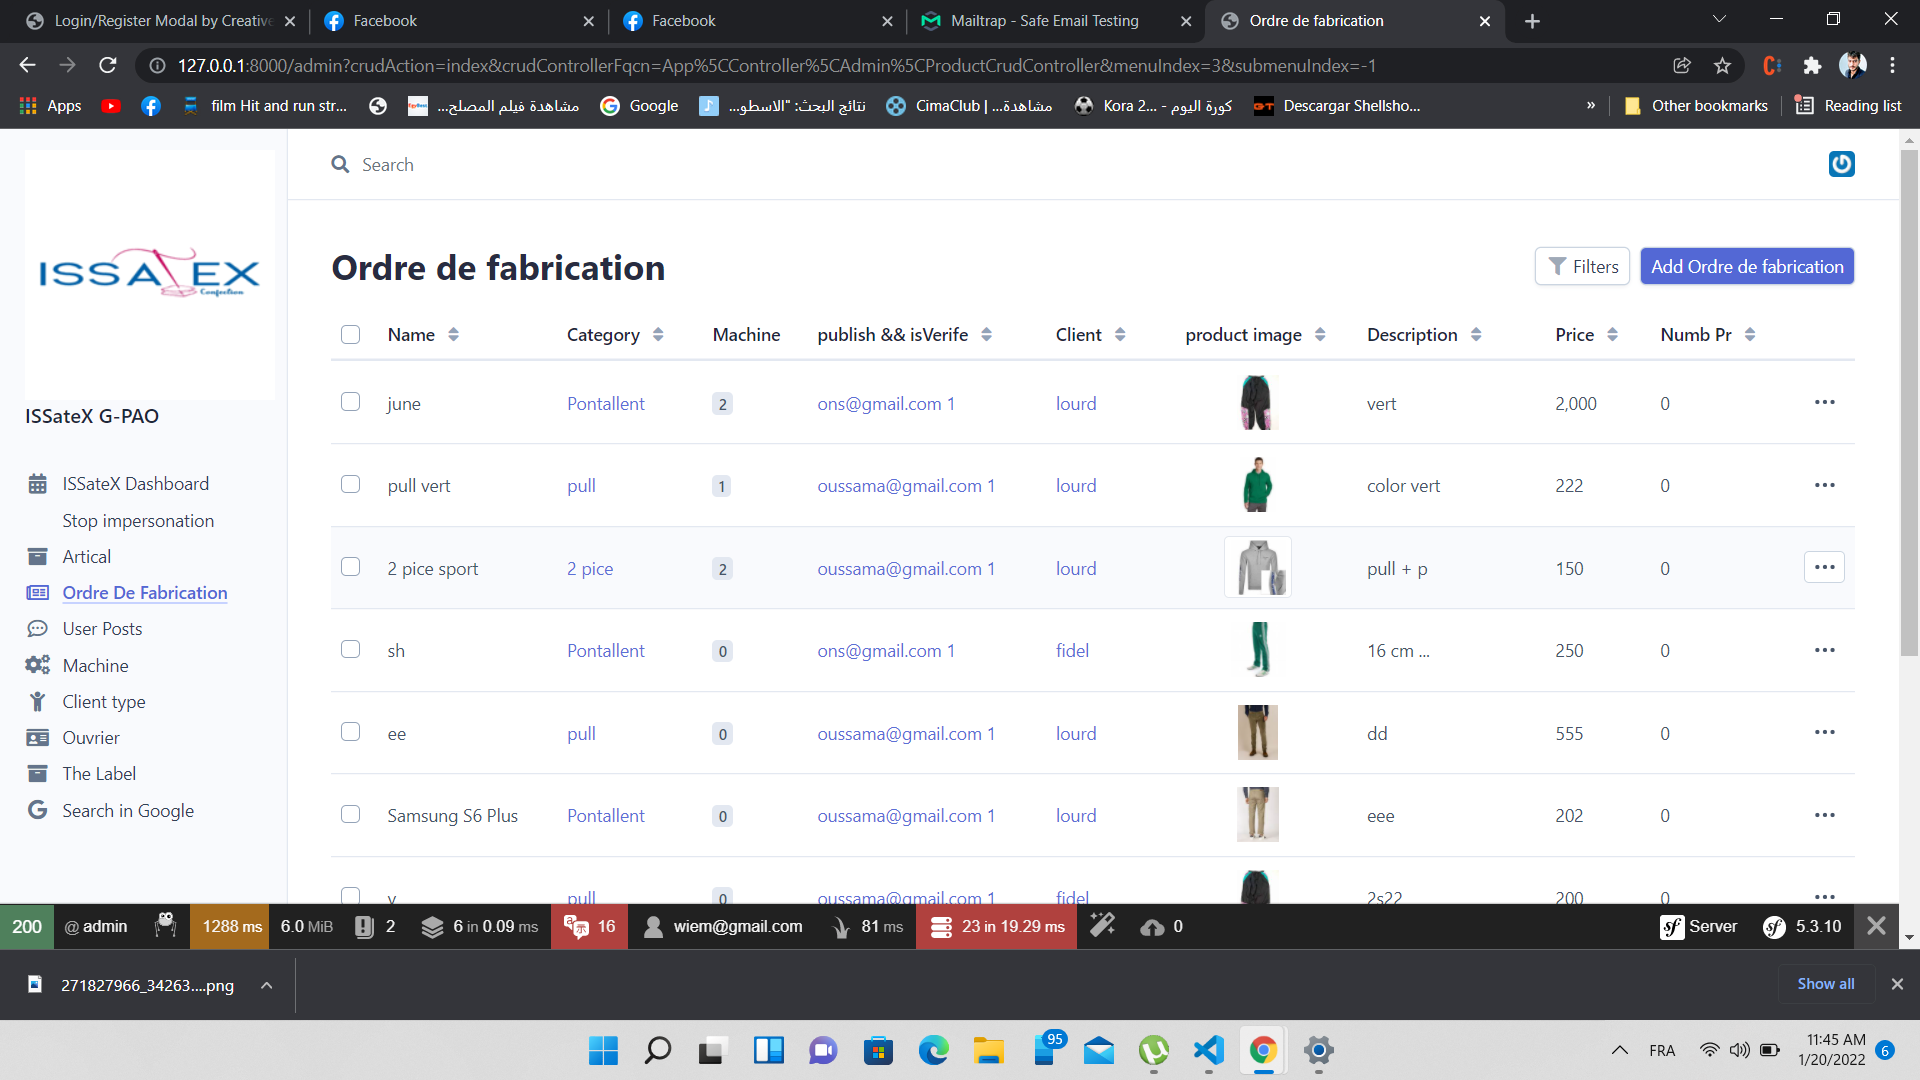 Login/Register Modal by Creative
Facebook
Facebook
Mailtrap - Safe Email Testing
Ordre de fabrication
127.0.0.1:8000/admin?crudAction=index&crudControllerFqcn=App%5CController%5CAdmin%5CProductCrudController&menuIndex=3&submenuIndex=-1
Apps
film Hit and run str...
مشاهدة فيلم المصلح...
Google
نتائج البحث: "الاسطو...
CimaClub | مشاهدة...
كورة اليوم - Kora 2...
Descargar Shellsho...
»
Other bookmarks
Reading list
ISSATEX
Confection
ISSateX G-PAO
ISSateX Dashboard
Stop impersonation
Artical
Ordre De Fabrication
User Posts
Machine
Client type
Ouvrier
The Label
Search in Google
Search
Ordre de fabrication
Filters
Add Ordre de fabrication
Name Category Machine publish && isVerife Client product image Description Price Numb Pr
june Pontallent 2 ons@gmail.com 1 lourd vert 2,000 0
pull vert pull 1 oussama@gmail.com 1 lourd color vert 222 0
2 pice sport 2 pice 2 oussama@gmail.com 1 lourd pull + p 150 0
sh Pontallent 0 ons@gmail.com 1 fidel 16 cm ... 250 0
ee pull 0 oussama@gmail.com 1 lourd dd 555 0
Samsung S6 Plus Pontallent 0 oussama@gmail.com 1 lourd eee 202 0
v pull 0 oussama@gmail.com 1 fidel 2s22 200 0
200 @ admin 1288 ms 6.0 MiB 2 6 in 0.09 ms 16 wiem@gmail.com 81 ms 23 in 19.29 ms 0 Server 5.3.10
271827966_34263....png
Show all
95
FRA
11:45 AM
1/20/2022
6